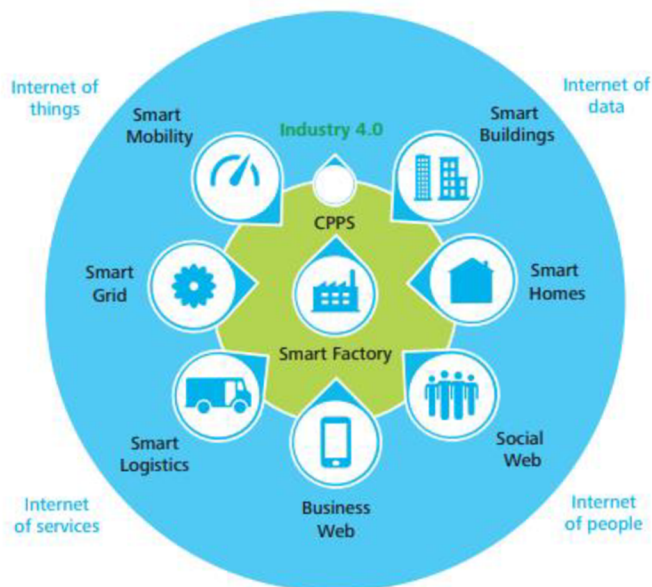 Internet of
things
Internet of
data
Smart
Mobility
Industry 4.0
Smart
Buildings
CPPS
Smart
Grid
Smart
Homes
Smart Factory
Smart
Logistics
Social
Web
Business
Web
Internet
of services
Internet
of people